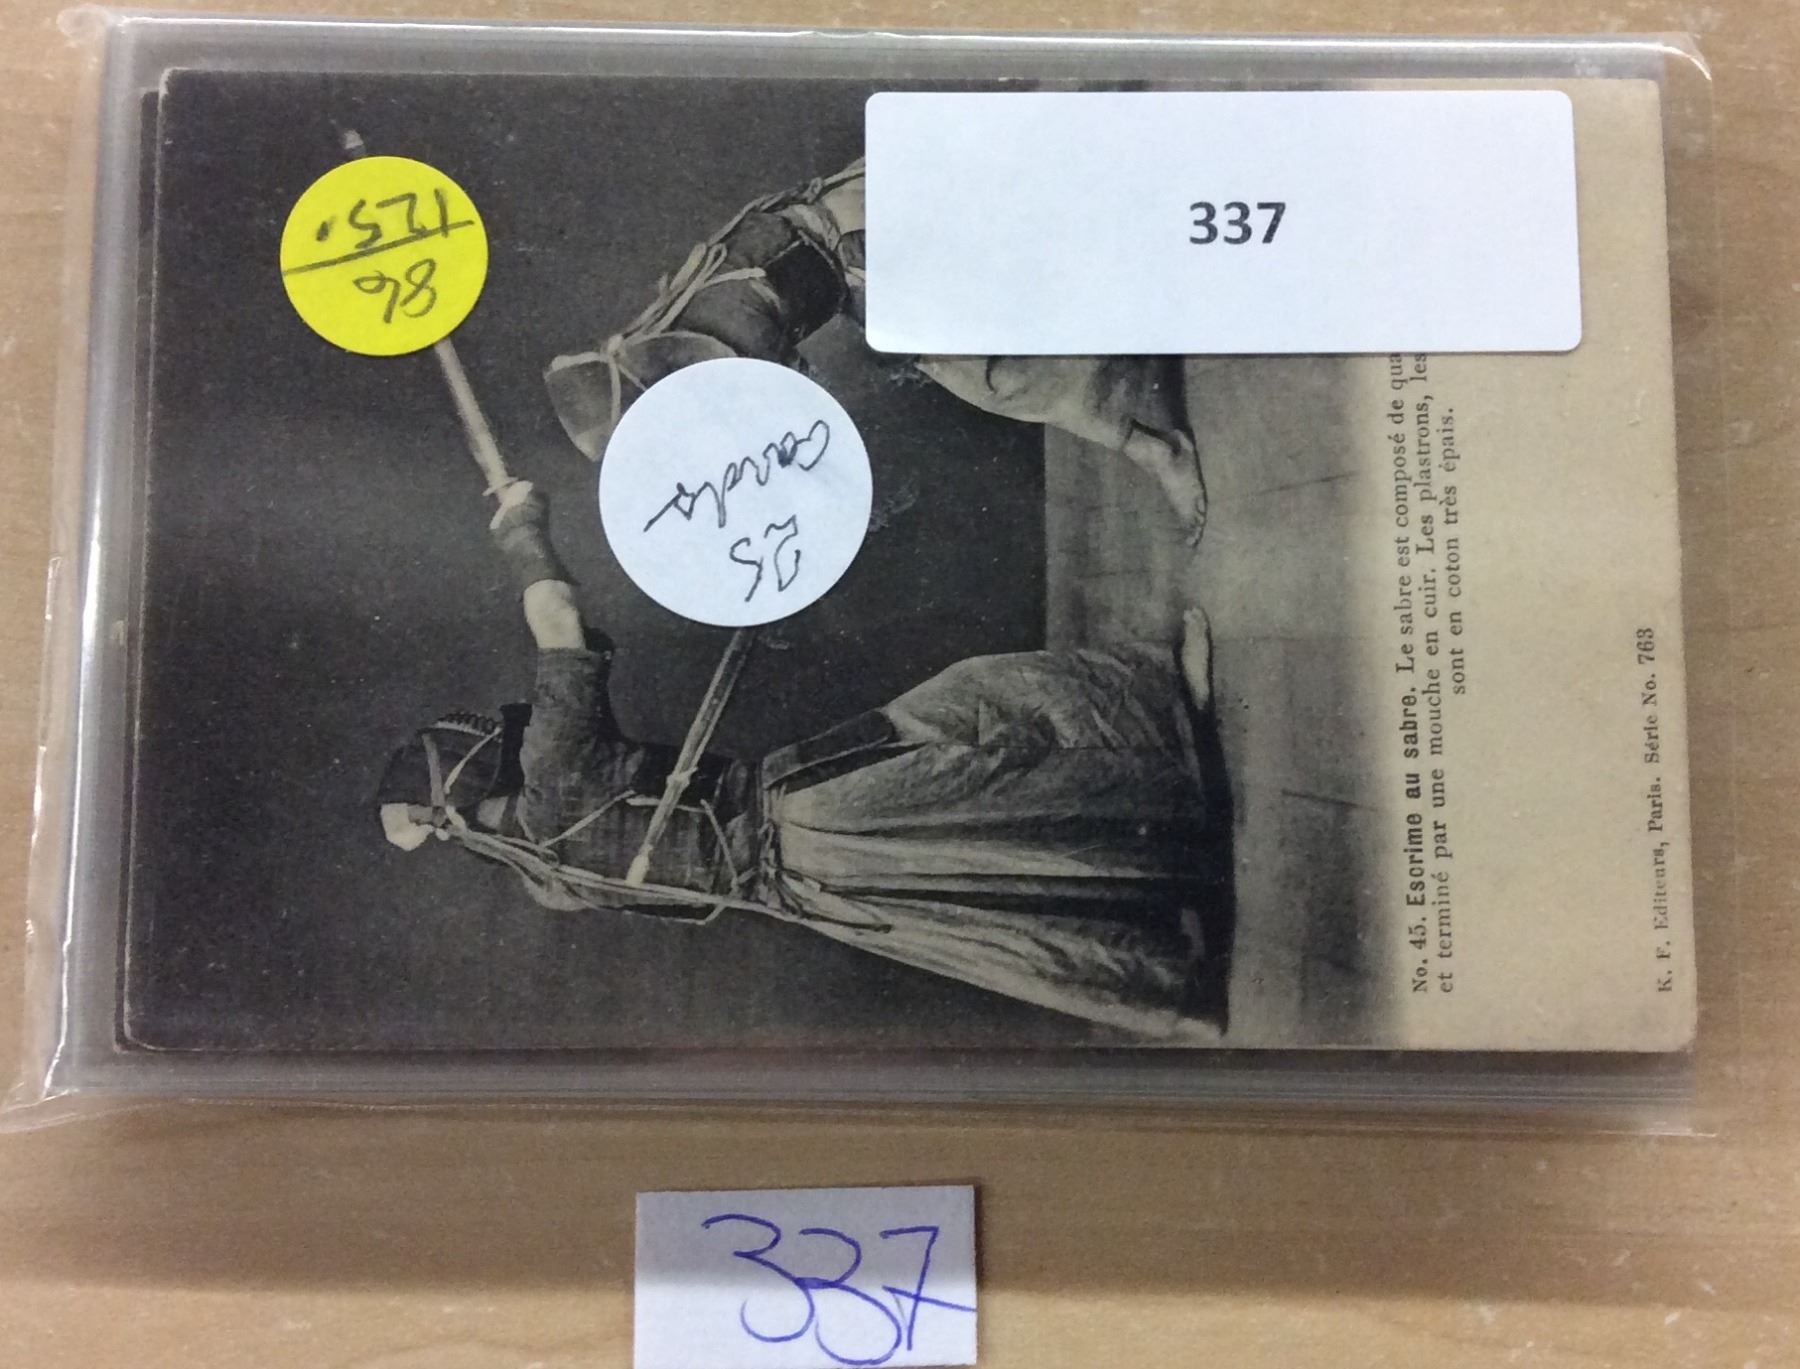 337
86
125.
25
cards
No. 45. Escrime au sabre. Le sabre est composé de qua
et terminé par une mouche en cuir. Les plastrons, les
sont en coton très épais.
K. F. Editeurs, Paris. Série No. 763
337